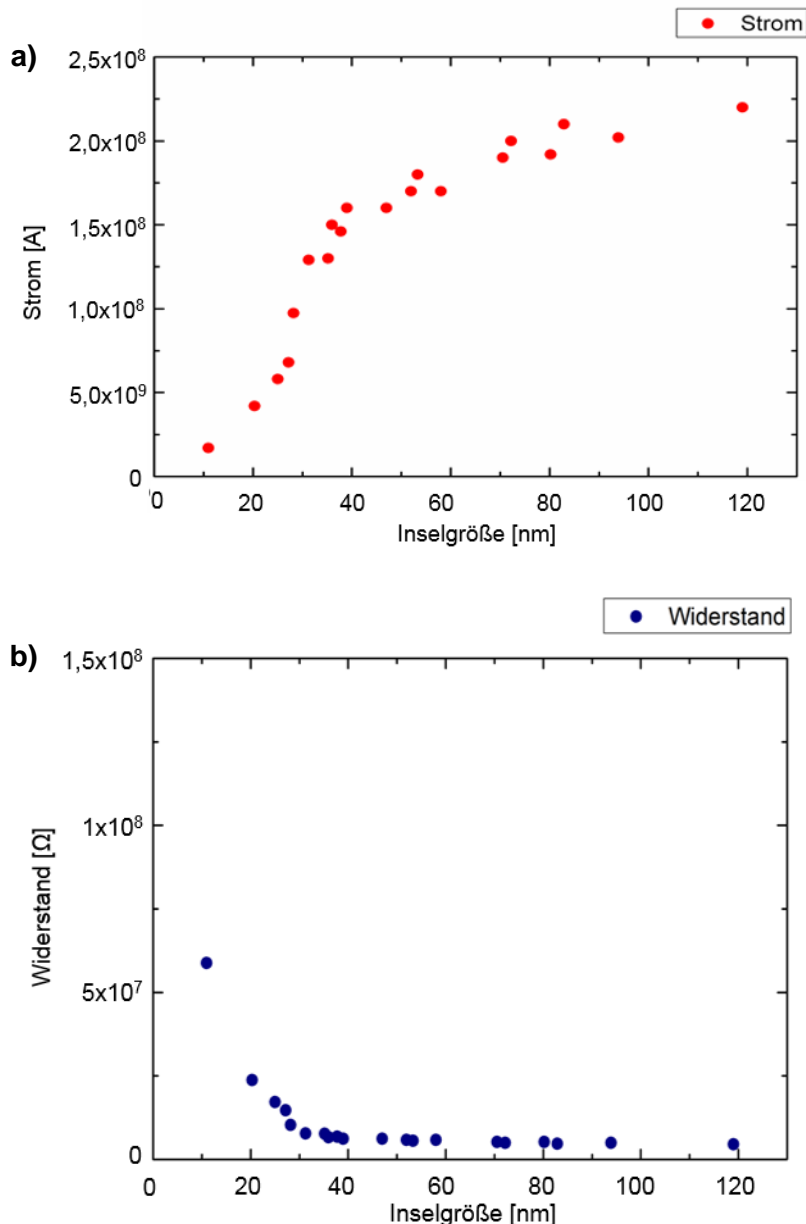 Strom
a)
2,5x10⁸
2,0x10⁸
1,5x10⁸
1,0x10⁸
5,0x10⁹
0
Strom [A]
0 20 40 60 80 100 120
Inselgröße [nm]
Widerstand
b)
1,5x10⁸
1x10⁸
5x10⁷
0
Widerstand [Ω]
0 20 40 60 80 100 120
Inselgröße [nm]